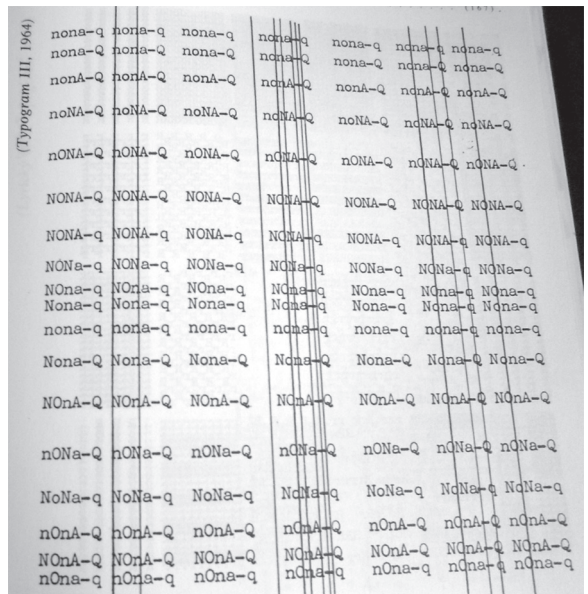 (1967).
(Typogram III, 1964)
nona-q nona-q nona-q nona-q nona-q nona-q nona-q
nona-q nona-q nona-q nona-q nona-q nona-q nona-q
nonA-q nonA-q nonA-q nonA-q nonA-q nonA-Q nonA-Q
noNA-Q noNA-Q noNA-Q noNA-Q noNA-Q noNA-Q noNA-Q
nONA-Q nONA-Q nONA-Q nONA-Q nONA-Q nONA-Q nONA-Q
NONA-Q NONA-Q NONA-Q NONA-Q NONA-Q NONA-Q NONA-Q
NONA-q NONA-q NONA-q NONA-q NONA-q NONA-q NONA-q
NONa-q NONa-q NONa-q NONa-q NONa-q NONa-q NONa-q
NOna-q NOna-q NOna-q NOna-q NOna-q NOna-q NOna-q
Nona-q Nona-q Nona-q Nona-q Nona-q Nona-q Nona-q
nona-q nona-q nona-q nona-q nona-q nona-q nona-q
Nona-Q Nona-Q Nona-Q Nona-Q Nona-Q Nona-Q Nona-Q
NOnA-Q NOnA-Q NOnA-Q NOnA-Q NOnA-Q NOnA-Q NOnA-Q
nONa-Q nONa-Q nONa-Q nONa-Q nONa-Q nONa-Q nONa-Q
NoNa-q NoNa-q NoNa-q NoNa-q NoNa-q NoNa-q NoNa-q
nOnA-Q nOnA-Q nOnA-Q nOnA-Q nOnA-Q nOnA-Q nOnA-Q
NOnA-Q NOnA-Q NOnA-Q NOnA-Q NOnA-Q NOnA-Q NOnA-Q
nOna-q nOna-q nOna-q nOna-q nOna-q nOna-q nOna-q